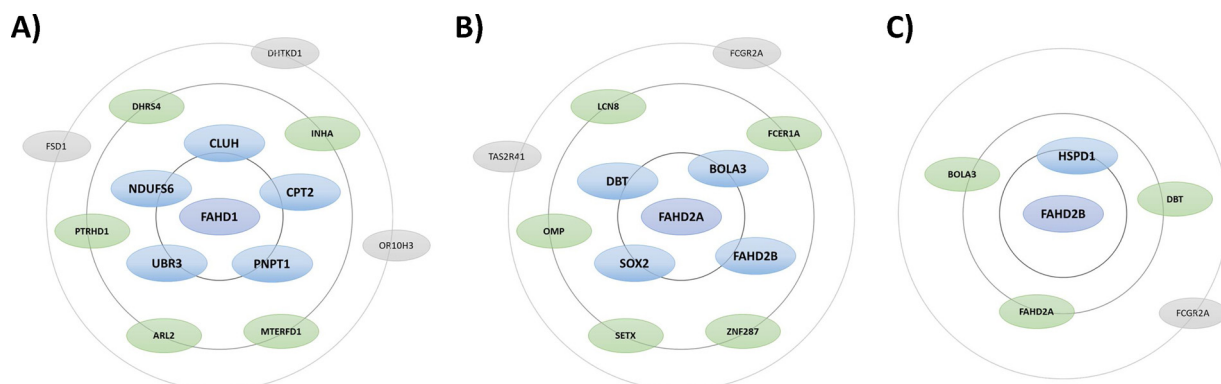 A)
DHTKD1
DHRS4
INHA
FSD1
CLUH
NDUFS6
CPT2
FAHD1
PTRHD1
OR10H3
UBR3
PNPT1
ARL2
MTERFD1
B)
FCGR2A
LCN8
FCER1A
TAS2R41
BOLA3
DBT
FAHD2A
OMP
SOX2
FAHD2B
SETX
ZNF287
C)
HSPD1
BOLA3
DBT
FAHD2B
FAHD2A
FCGR2A